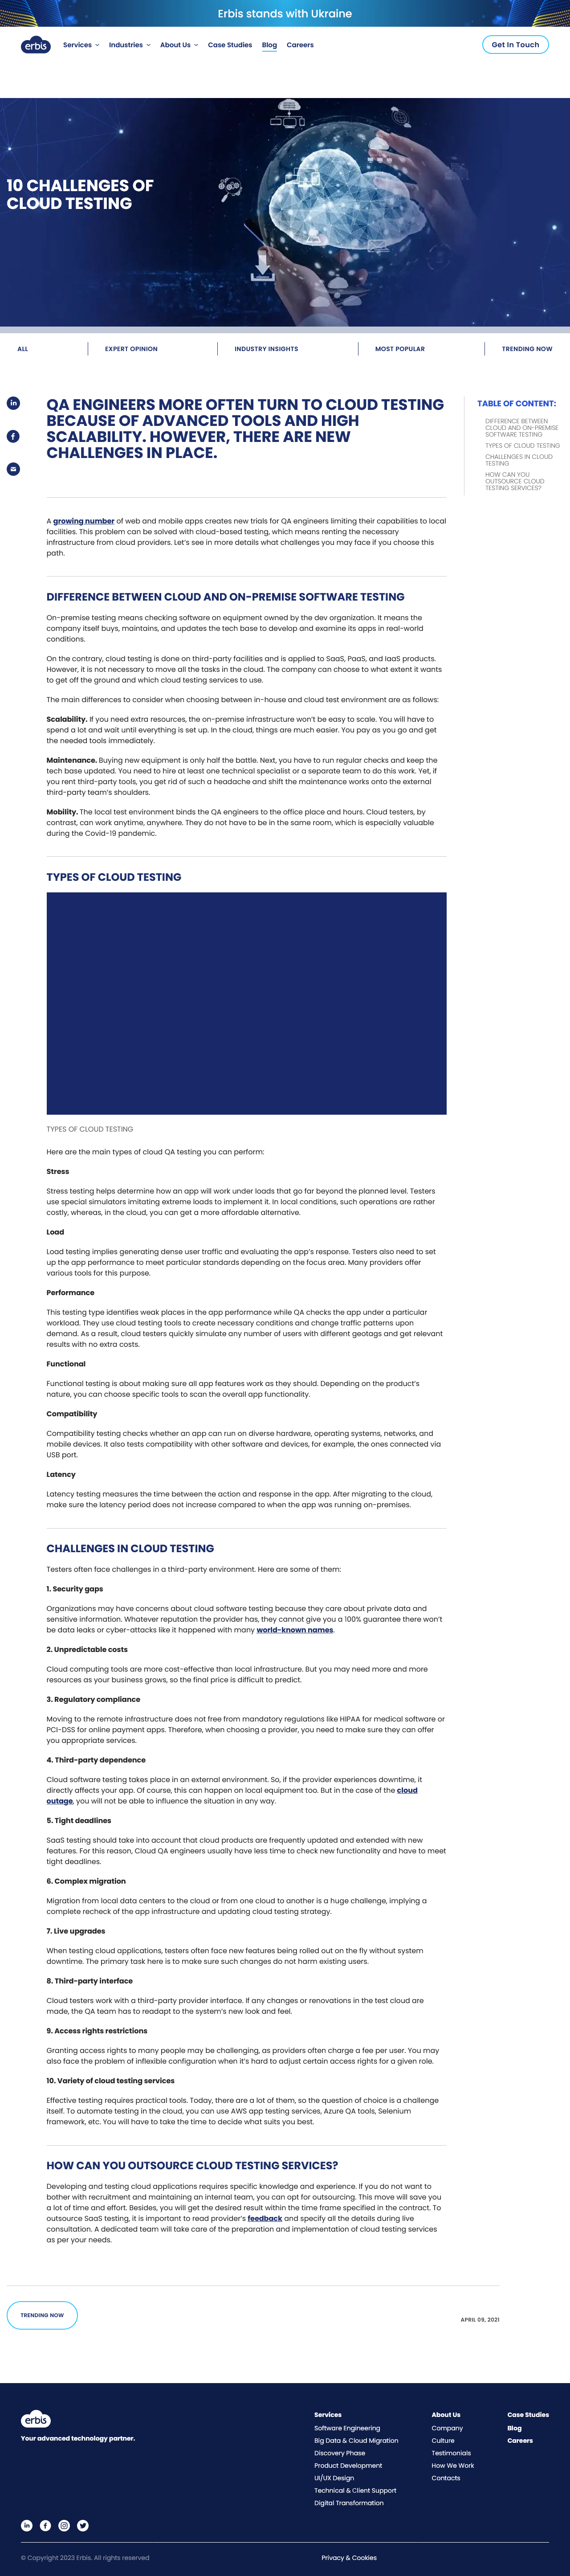 Erbis stands with Ukraine
erbis
Services
Industries
About Us
Case Studies
Blog
Careers
Get In Touch
10 CHALLENGES OF
CLOUD TESTING
ALL
EXPERT OPINION
INDUSTRY INSIGHTS
MOST POPULAR
TRENDING NOW
QA ENGINEERS MORE OFTEN TURN TO CLOUD TESTING
BECAUSE OF ADVANCED TOOLS AND HIGH
SCALABILITY. HOWEVER, THERE ARE NEW
CHALLENGES IN PLACE.
TABLE OF CONTENT:
DIFFERENCE BETWEEN
CLOUD AND ON-PREMISE
SOFTWARE TESTING
TYPES OF CLOUD TESTING
CHALLENGES IN CLOUD
TESTING
HOW CAN YOU
OUTSOURCE CLOUD
TESTING SERVICES?
A growing number of web and mobile apps creates new trials for QA engineers limiting their capabilities to local
facilities. This problem can be solved with cloud-based testing, which means renting the necessary
infrastructure from cloud providers. Let's see in more details what challenges you may face if you choose this
path.
DIFFERENCE BETWEEN CLOUD AND ON-PREMISE SOFTWARE TESTING
On-premise testing means checking software on equipment owned by the dev organization. It means the
company itself buys, maintains, and updates the tech base to develop and examine its apps in real-world
conditions.
On the contrary, cloud testing is done on third-party facilities and is applied to SaaS, PaaS, and IaaS products.
However, it is not necessary to move all the tasks in the cloud. The company can choose to what extent it wants
to get off the ground and which cloud testing services to use.
The main differences to consider when choosing between in-house and cloud test environment are as follows:
Scalability. If you need extra resources, the on-premise infrastructure won't be easy to scale. You will have to
spend a lot and wait until everything is set up. In the cloud, things are much easier. You pay as you go and get
the needed tools immediately.
Maintenance. Buying new equipment is only half the battle. Next, you have to run regular checks and keep the
tech base updated. You need to hire at least one technical specialist or a separate team to do this work. Yet, if
you rent third-party tools, you get rid of such a headache and shift the maintenance works onto the external
third-party team's shoulders.
Mobility. The local test environment binds the QA engineers to the office place and hours. Cloud testers, by
contrast, can work anytime, anywhere. They do not have to be in the same room, which is especially valuable
during the Covid-19 pandemic.
TYPES OF CLOUD TESTING
TYPES OF CLOUD TESTING
Here are the main types of cloud QA testing you can perform:
Stress
Stress testing helps determine how an app will work under loads that go far beyond the planned level. Testers
use special simulators imitating extreme loads to implement it. In local conditions, such operations are rather
costly, whereas, in the cloud, you can get a more affordable alternative.
Load
Load testing implies generating dense user traffic and evaluating the app's response. Testers also need to set
up the app performance to meet particular standards depending on the focus area. Many providers offer
various tools for this purpose.
Performance
This testing type identifies weak places in the app performance while QA checks the app under a particular
workload. They use cloud testing tools to create necessary conditions and change traffic patterns upon
demand. As a result, cloud testers quickly simulate any number of users with different geotags and get relevant
results with no extra costs.
Functional
Functional testing is about making sure all app features work as they should. Depending on the product's
nature, you can choose specific tools to scan the overall app functionality.
Compatibility
Compatibility testing checks whether an app can run on diverse hardware, operating systems, networks, and
mobile devices. It also tests compatibility with other software and devices, for example, the ones connected via
USB port.
Latency
Latency testing measures the time between the action and response in the app. After migrating to the cloud,
make sure the latency period does not increase compared to when the app was running on-premises.
CHALLENGES IN CLOUD TESTING
Testers often face challenges in a third-party environment. Here are some of them:
1. Security gaps
Organizations may have concerns about cloud software testing because they care about private data and
sensitive information. Whatever reputation the provider has, they cannot give you a 100% guarantee there won't
be data leaks or cyber-attacks like it happened with many world-known names.
2. Unpredictable costs
Cloud computing tools are more cost-effective than local infrastructure. But you may need more and more
resources as your business grows, so the final price is difficult to predict.
3. Regulatory compliance
Moving to the remote infrastructure does not free from mandatory regulations like HIPAA for medical software or
PCI-DSS for online payment apps. Therefore, when choosing a provider, you need to make sure they can offer
you appropriate services.
4. Third-party dependence
Cloud software testing takes place in an external environment. So, if the provider experiences downtime, it
directly affects your app. Of course, this can happen on local equipment too. But in the case of the cloud
outage, you will not be able to influence the situation in any way.
5. Tight deadlines
SaaS testing should take into account that cloud products are frequently updated and extended with new
features. For this reason, Cloud QA engineers usually have less time to check new functionality and have to meet
tight deadlines.
6. Complex migration
Migration from local data centers to the cloud or from one cloud to another is a huge challenge, implying a
complete recheck of the app infrastructure and updating cloud testing strategy.
7. Live upgrades
When testing cloud applications, testers often face new features being rolled out on the fly without system
downtime. The primary task here is to make sure such changes do not harm existing users.
8. Third-party interface
Cloud testers work with a third-party provider interface. If any changes or renovations in the test cloud are
made, the QA team has to readapt to the system's new look and feel.
9. Access rights restrictions
Granting access rights to many people may be challenging, as providers often charge a fee per user. You may
also face the problem of inflexible configuration when it's hard to adjust certain access rights for a given role.
10. Variety of cloud testing services
Effective testing requires practical tools. Today, there are a lot of them, so the question of choice is a challenge
itself. To automate testing in the cloud, you can use AWS app testing services, Azure QA tools, Selenium
framework, etc. You will have to take the time to decide what suits you best.
HOW CAN YOU OUTSOURCE CLOUD TESTING SERVICES?
Developing and testing cloud applications requires specific knowledge and experience. If you do not want to
bother with recruitment and maintaining an internal team, you can opt for outsourcing. This move will save you
a lot of time and effort. Besides, you will get the desired result within the time frame specified in the contract. To
outsource SaaS testing, it is important to read provider's feedback and specify all the details during live
consultation. A dedicated team will take care of the preparation and implementation of cloud testing services
as per your needs.
TRENDING NOW
APRIL 09, 2021
erbis
Your advanced technology partner.
Services
Software Engineering
Big Data & Cloud Migration
Discovery Phase
Product Development
UI/UX Design
Technical & Client Support
Digital Transformation
About Us
Company
Culture
Testimonials
How We Work
Contacts
Case Studies
Blog
Careers
© Copyright 2023 Erbis. All rights reserved
Privacy & Cookies